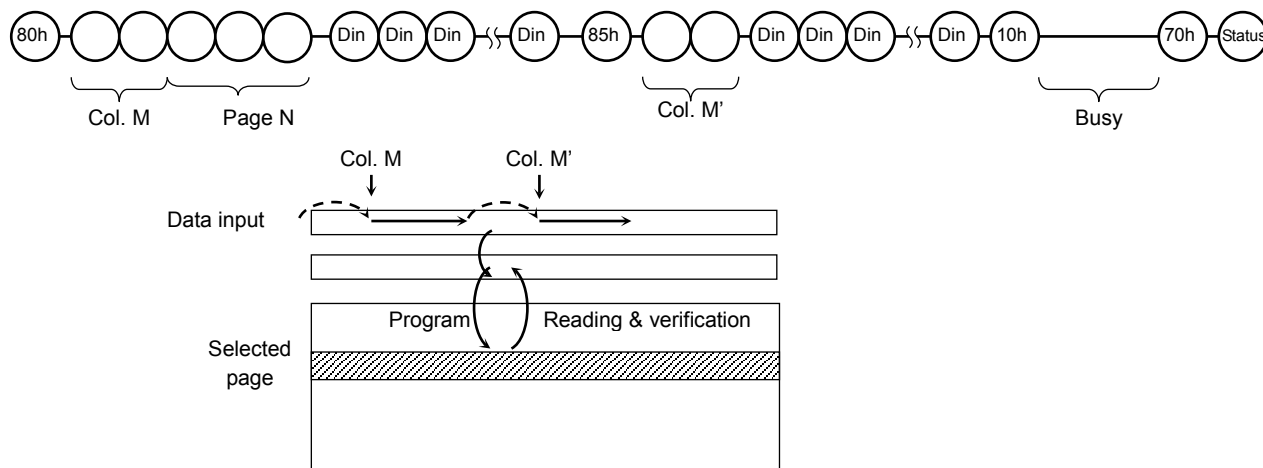 80h Din Din Din Din 85h Din Din Din Din 10h 70h Status
Col. M Page N Col. M’ Busy
Col. M Col. M’
Data input
Program Reading & verification
Selected
page